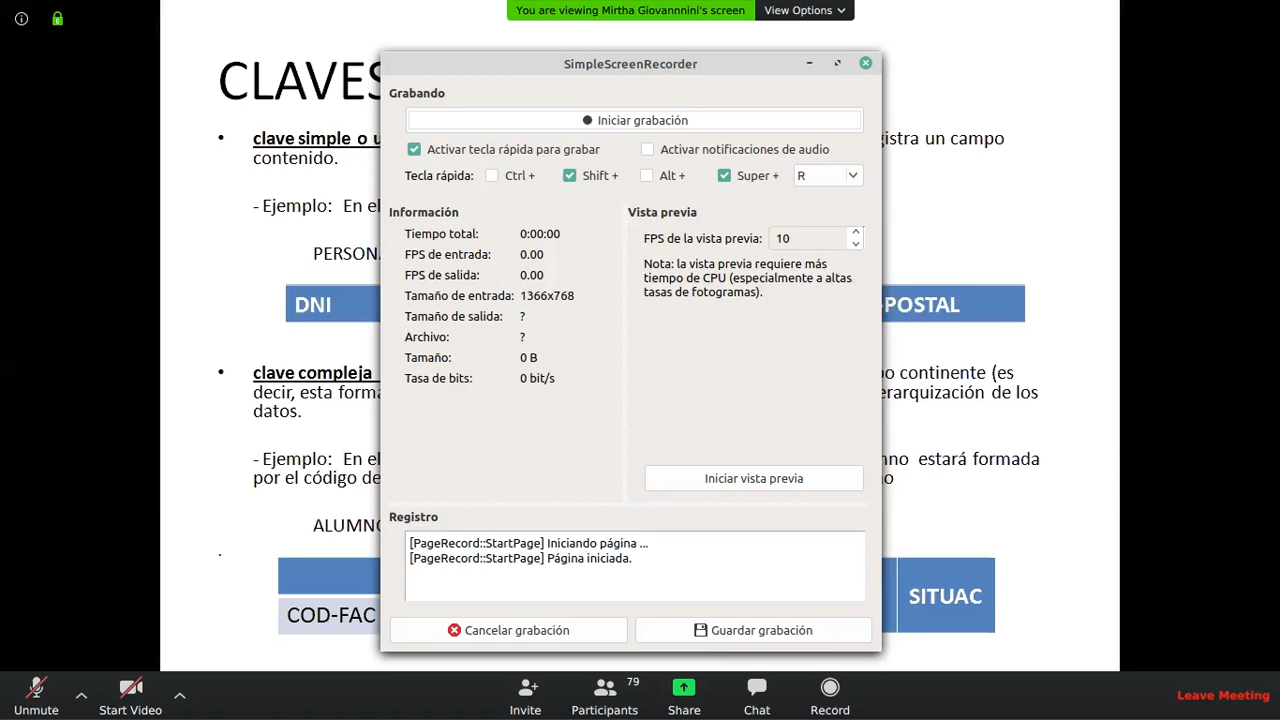 You are viewing Mirtha Giovannnini's screen
View Options
CLAVES
SimpleScreenRecorder
Grabando
Iniciar grabación
• clave simple o u
gistra un campo
contenido.
Activar tecla rápida para grabar
Activar notificaciones de audio
Tecla rápida: Ctrl + Shift + Alt + Super + R
- Ejemplo: En el
Información
Vista previa
Tiempo total: 0:00:00
FPS de la vista previa: 10
PERSONA
FPS de entrada: 0.00
Nota: la vista previa requiere más
tiempo de CPU (especialmente a altas
tasas de fotogramas).
FPS de salida: 0.00
Tamaño de entrada: 1366x768
DNI
-POSTAL
Tamaño de salida: ?
Archivo: ?
Tamaño: 0 B
Tasa de bits: 0 bit/s
• clave compleja
po continente (es
decir, esta forma
erarquización de los
datos.
- Ejemplo: En el
nno estará formada
por el código de
no
Iniciar vista previa
Registro
ALUMNO
[PageRecord::StartPage] Iniciando página ...
[PageRecord::StartPage] Página iniciada.
.
COD-FAC
SITUAC
Cancelar grabación
Guardar grabación
Unmute
Start Video
Invite
Participants 79
Share
Chat
Record
Leave Meeting